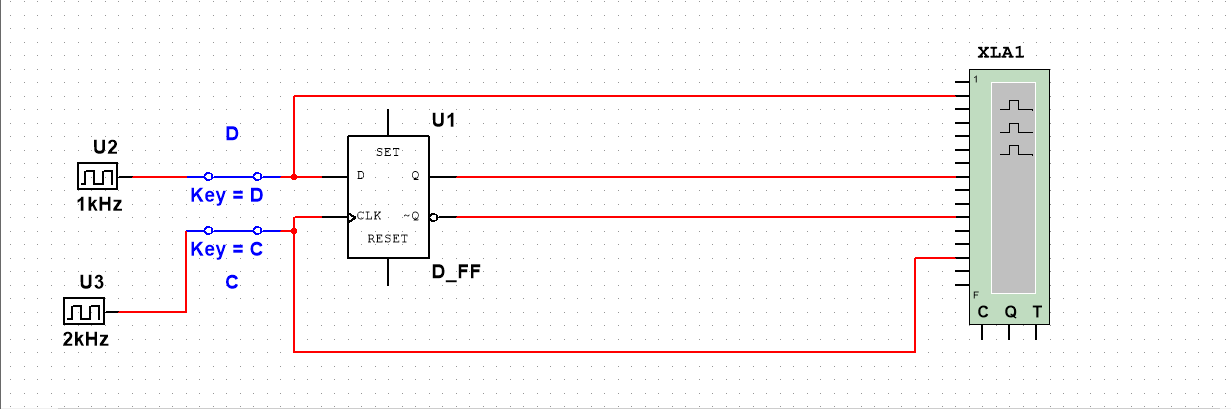 XLA1
1
U1
D
SET
U2
D
Q
Key = D
1kHz
CLK
~Q
RESET
Key = C
D_FF
U3
C
F
C Q T
2kHz